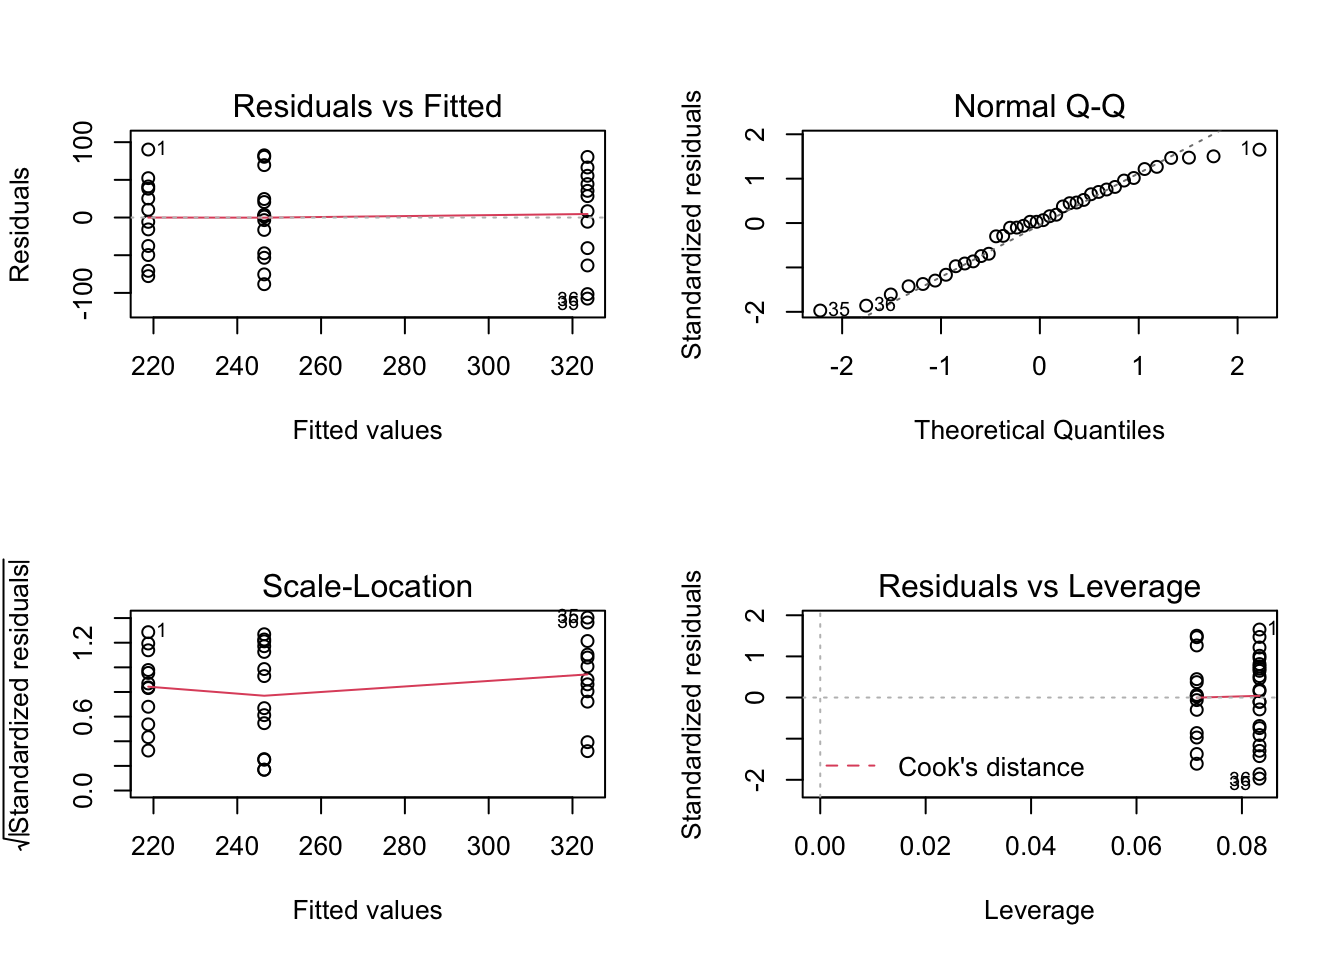 Residuals vs Fitted
Residuals
100
0
-100
1
36
35
220 240 260 280 300 320
Fitted values
Normal Q-Q
Standardized residuals
2
1
0
-2
1
35
36
-2 -1 0 1 2
Theoretical Quantiles
Scale-Location
√|Standardized residuals|
1.2
0.6
0.0
1
35
36
220 240 260 280 300 320
Fitted values
Residuals vs Leverage
Standardized residuals
2
1
0
-2
1
Cook's distance
36
35
0.00 0.02 0.04 0.06 0.08
Leverage